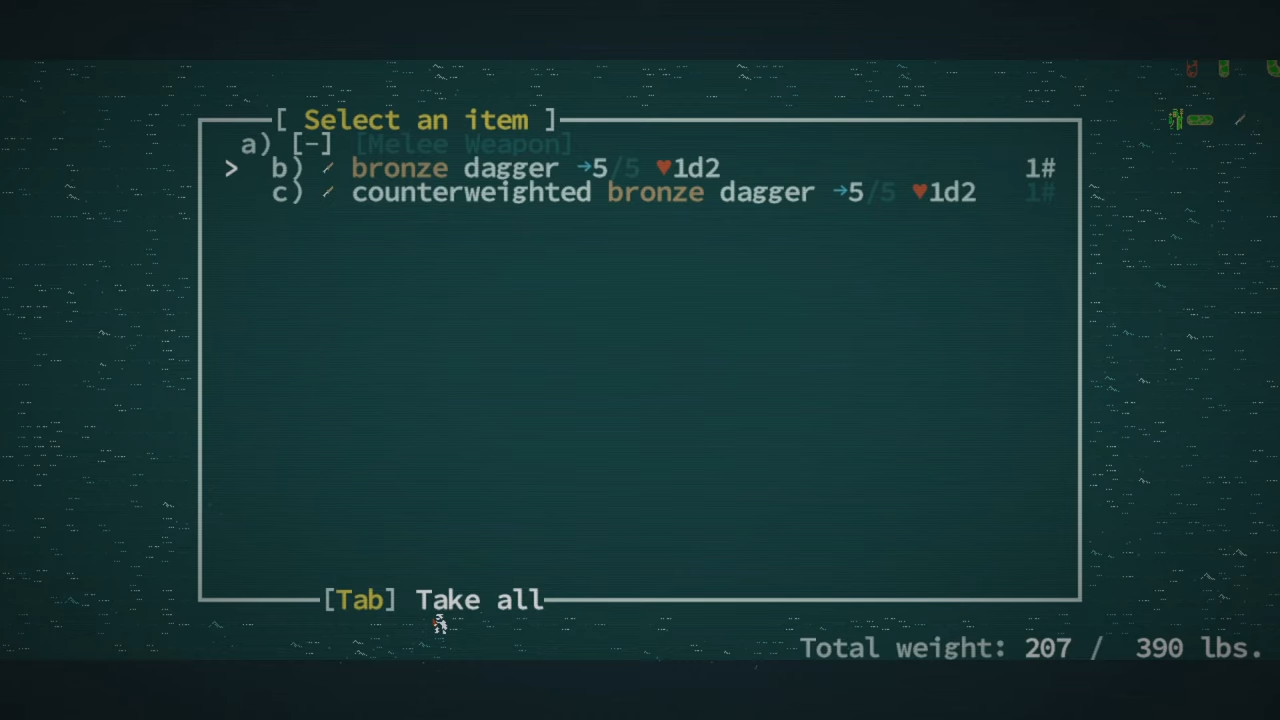 [ Select an item ]
a) [-] [Melee Weapon]
> b) bronze dagger →5/5 ♥1d2 1#
c) counterweighted bronze dagger →5/5 ♥1d2 1#
[Tab] Take all
Total weight: 207 / 390 lbs.